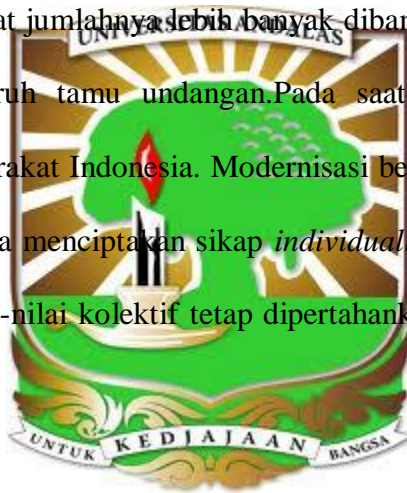 at jumlahnya lebih banyak diban
UNIVERSITAS ANDALAS
ruh tamu undangan.Pada saat
rakat Indonesia. Modernisasi be
a menciptakan sikap individual
-nilai kolektif tetap dipertahank
UNTUK KEDJAJAAN BANGSA